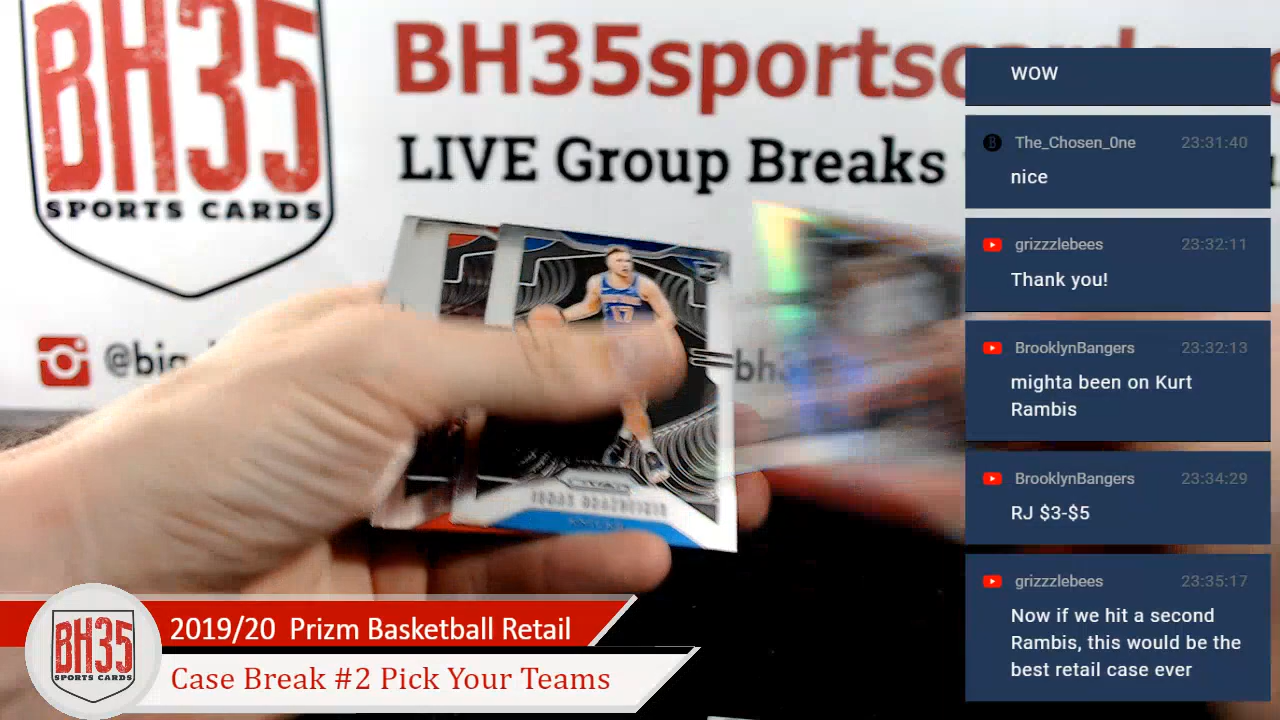 BH35
SPORTS CARDS
BH35sportsc
LIVE Group Breaks
@big
bh
17
WOW
The_Chosen_0ne 23:31:40
nice
grizzzlebees 23:32:11
Thank you!
BrooklynBangers 23:32:13
mighta been on Kurt
Rambis
BrooklynBangers 23:34:29
RJ $3-$5
grizzzlebees 23:35:17
Now if we hit a second
Rambis, this would be the
best retail case ever
BH35
SPORTS CARDS
2019/20 Prizm Basketball Retail
Case Break #2 Pick Your Teams